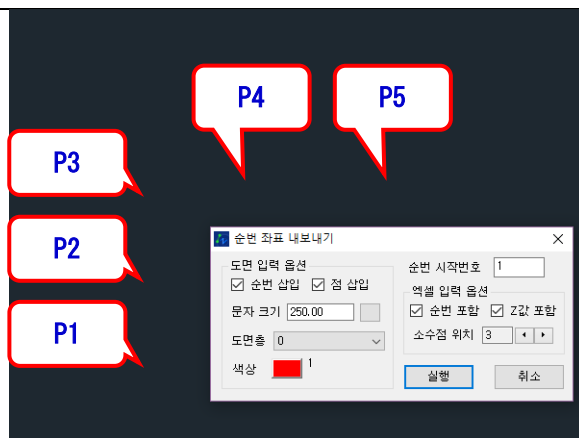 P4
P5
P3
P2
P1
순번 좌표 내보내기
도면 입력 옵션
순번 삽입 점 삽입
문자 크기 250.00
도면층 0
색상 1
순번 시작번호 1
엑셀 입력 옵션
순번 포함 Z값 포함
소수점 위치 3
실행 취소